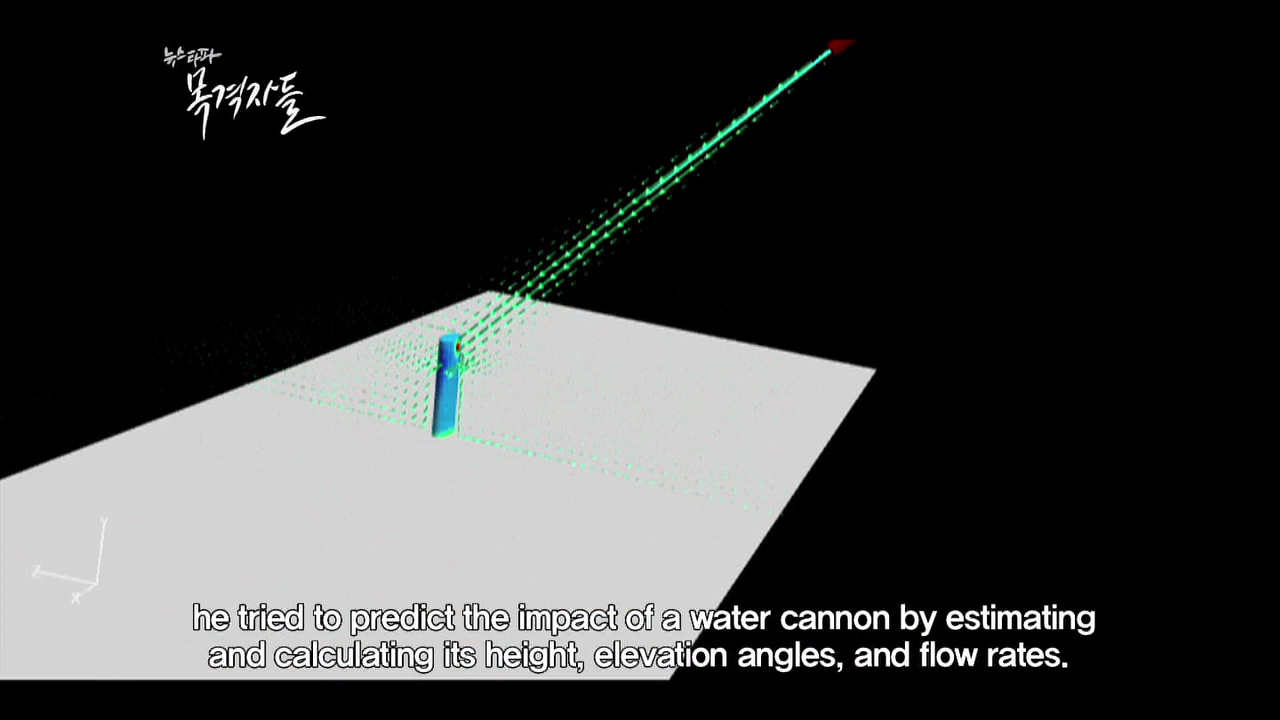 뉴스타파
목격자들
Y
Z
X
he tried to predict the impact of a water cannon by estimating
and calculating its height, elevation angles, and flow rates.